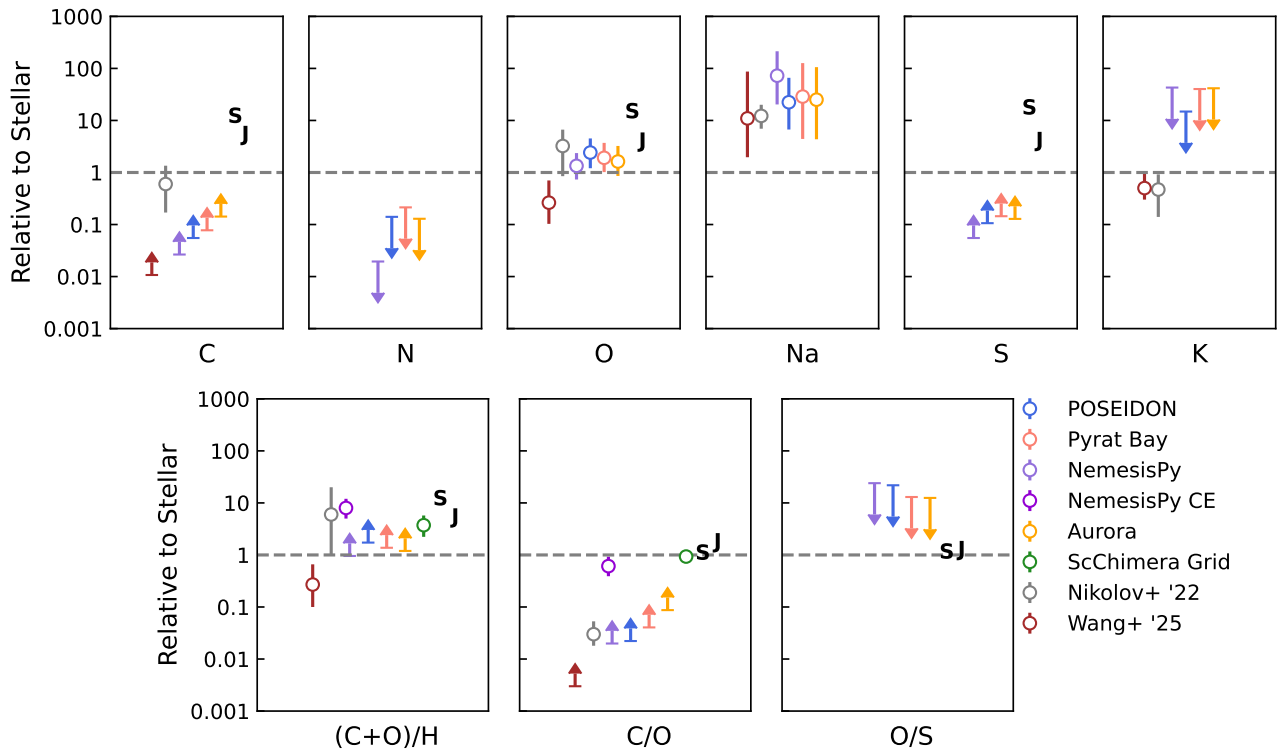 1000
100
10
1
0.1
0.01
0.001
Relative to Stellar
S
J
S
J
S
J
C
N
O
Na
S
K
1000
100
10
1
0.1
0.01
0.001
Relative to Stellar
S
J
S
J
S
J
(C+O)/H
C/O
O/S
POSEIDON
Pyrat Bay
NemesisPy
NemesisPy CE
Aurora
ScChimera Grid
Nikolov+ '22
Wang+ '25